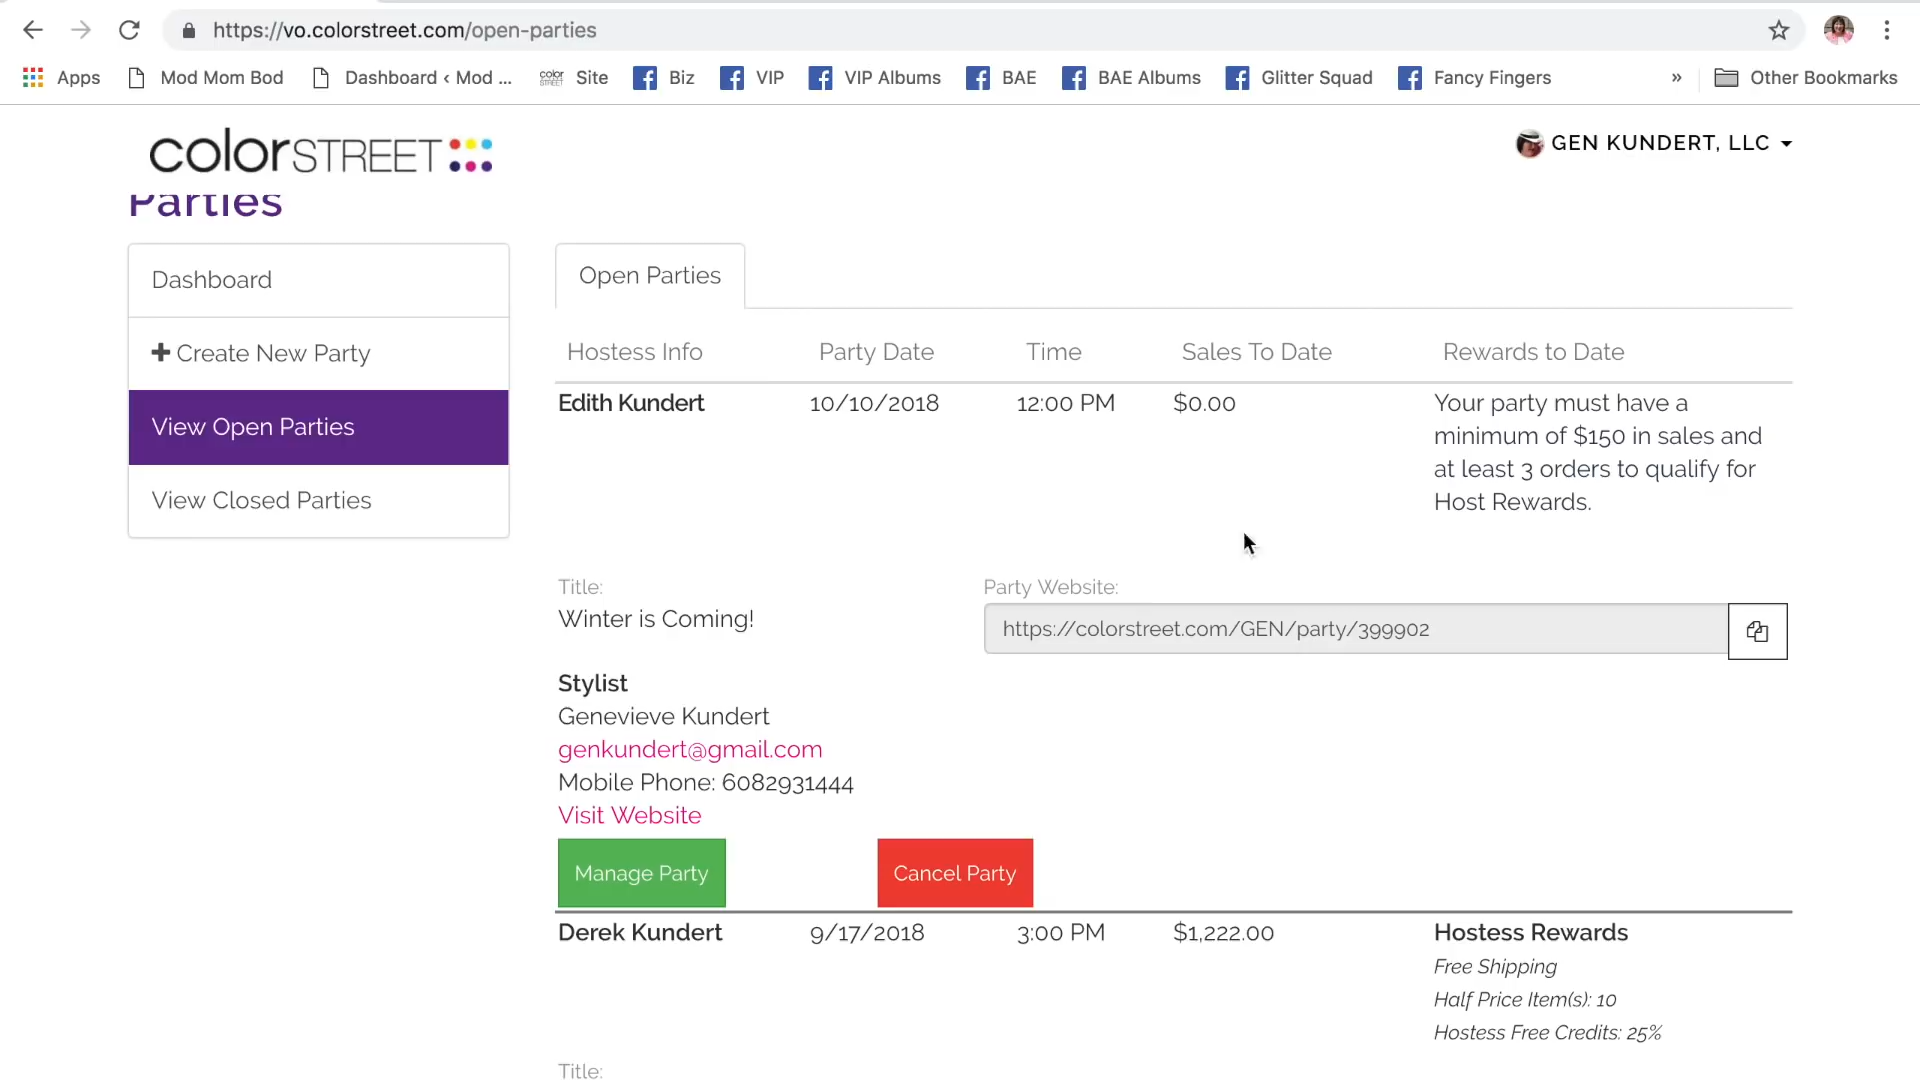 https://vo.colorstreet.com/open-parties
Apps Mod Mom Bod Dashboard ‹ Mod ... color STREET Site Biz VIP VIP Albums BAE BAE Albums Glitter Squad Fancy Fingers » Other Bookmarks
colorSTREET
GEN KUNDERT, LLC
Parties
Dashboard
Create New Party
View Open Parties
View Closed Parties
Open Parties
Hostess Info Party Date Time Sales To Date Rewards to Date
Edith Kundert 10/10/2018 12:00 PM $0.00 Your party must have a
minimum of $150 in sales and
at least 3 orders to qualify for
Host Rewards.
Title:
Winter is Coming!
Party Website:
https://colorstreet.com/GEN/party/399902
Stylist
Genevieve Kundert
genkundert@gmail.com
Mobile Phone: 6082931444
Visit Website
Manage Party Cancel Party
Derek Kundert 9/17/2018 3:00 PM $1,222.00 Hostess Rewards
Free Shipping
Half Price Item(s): 10
Hostess Free Credits: 25%
Title: